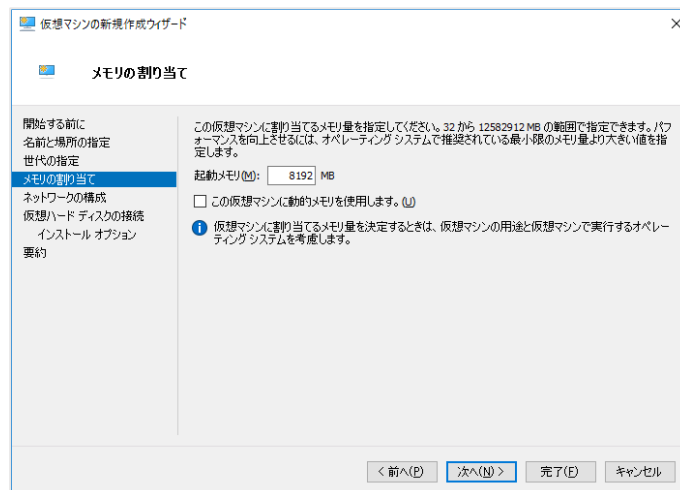 仮想マシンの新規作成ウィザード
メモリの割り当て
開始する前に
名前と場所の指定
世代の指定
メモリの割り当て
ネットワークの構成
仮想ハード ディスクの接続
インストール オプション
要約
この仮想マシンに割り当てるメモリ量を指定してください。32 から 12582912 MB の範囲で指定できます。パフ
ォーマンスを向上させるには、オペレーティング システムで推奨されている最小限のメモリ量より大きい値を指
定します。
起動メモリ(M): 8192 MB
この仮想マシンに動的メモリを使用します。(U)
仮想マシンに割り当てるメモリ量を決定するときは、仮想マシンの用途と仮想マシンで実行するオペレー
ティング システムを考慮します。
< 前へ(P) 次へ(N) > 完了(F) キャンセル